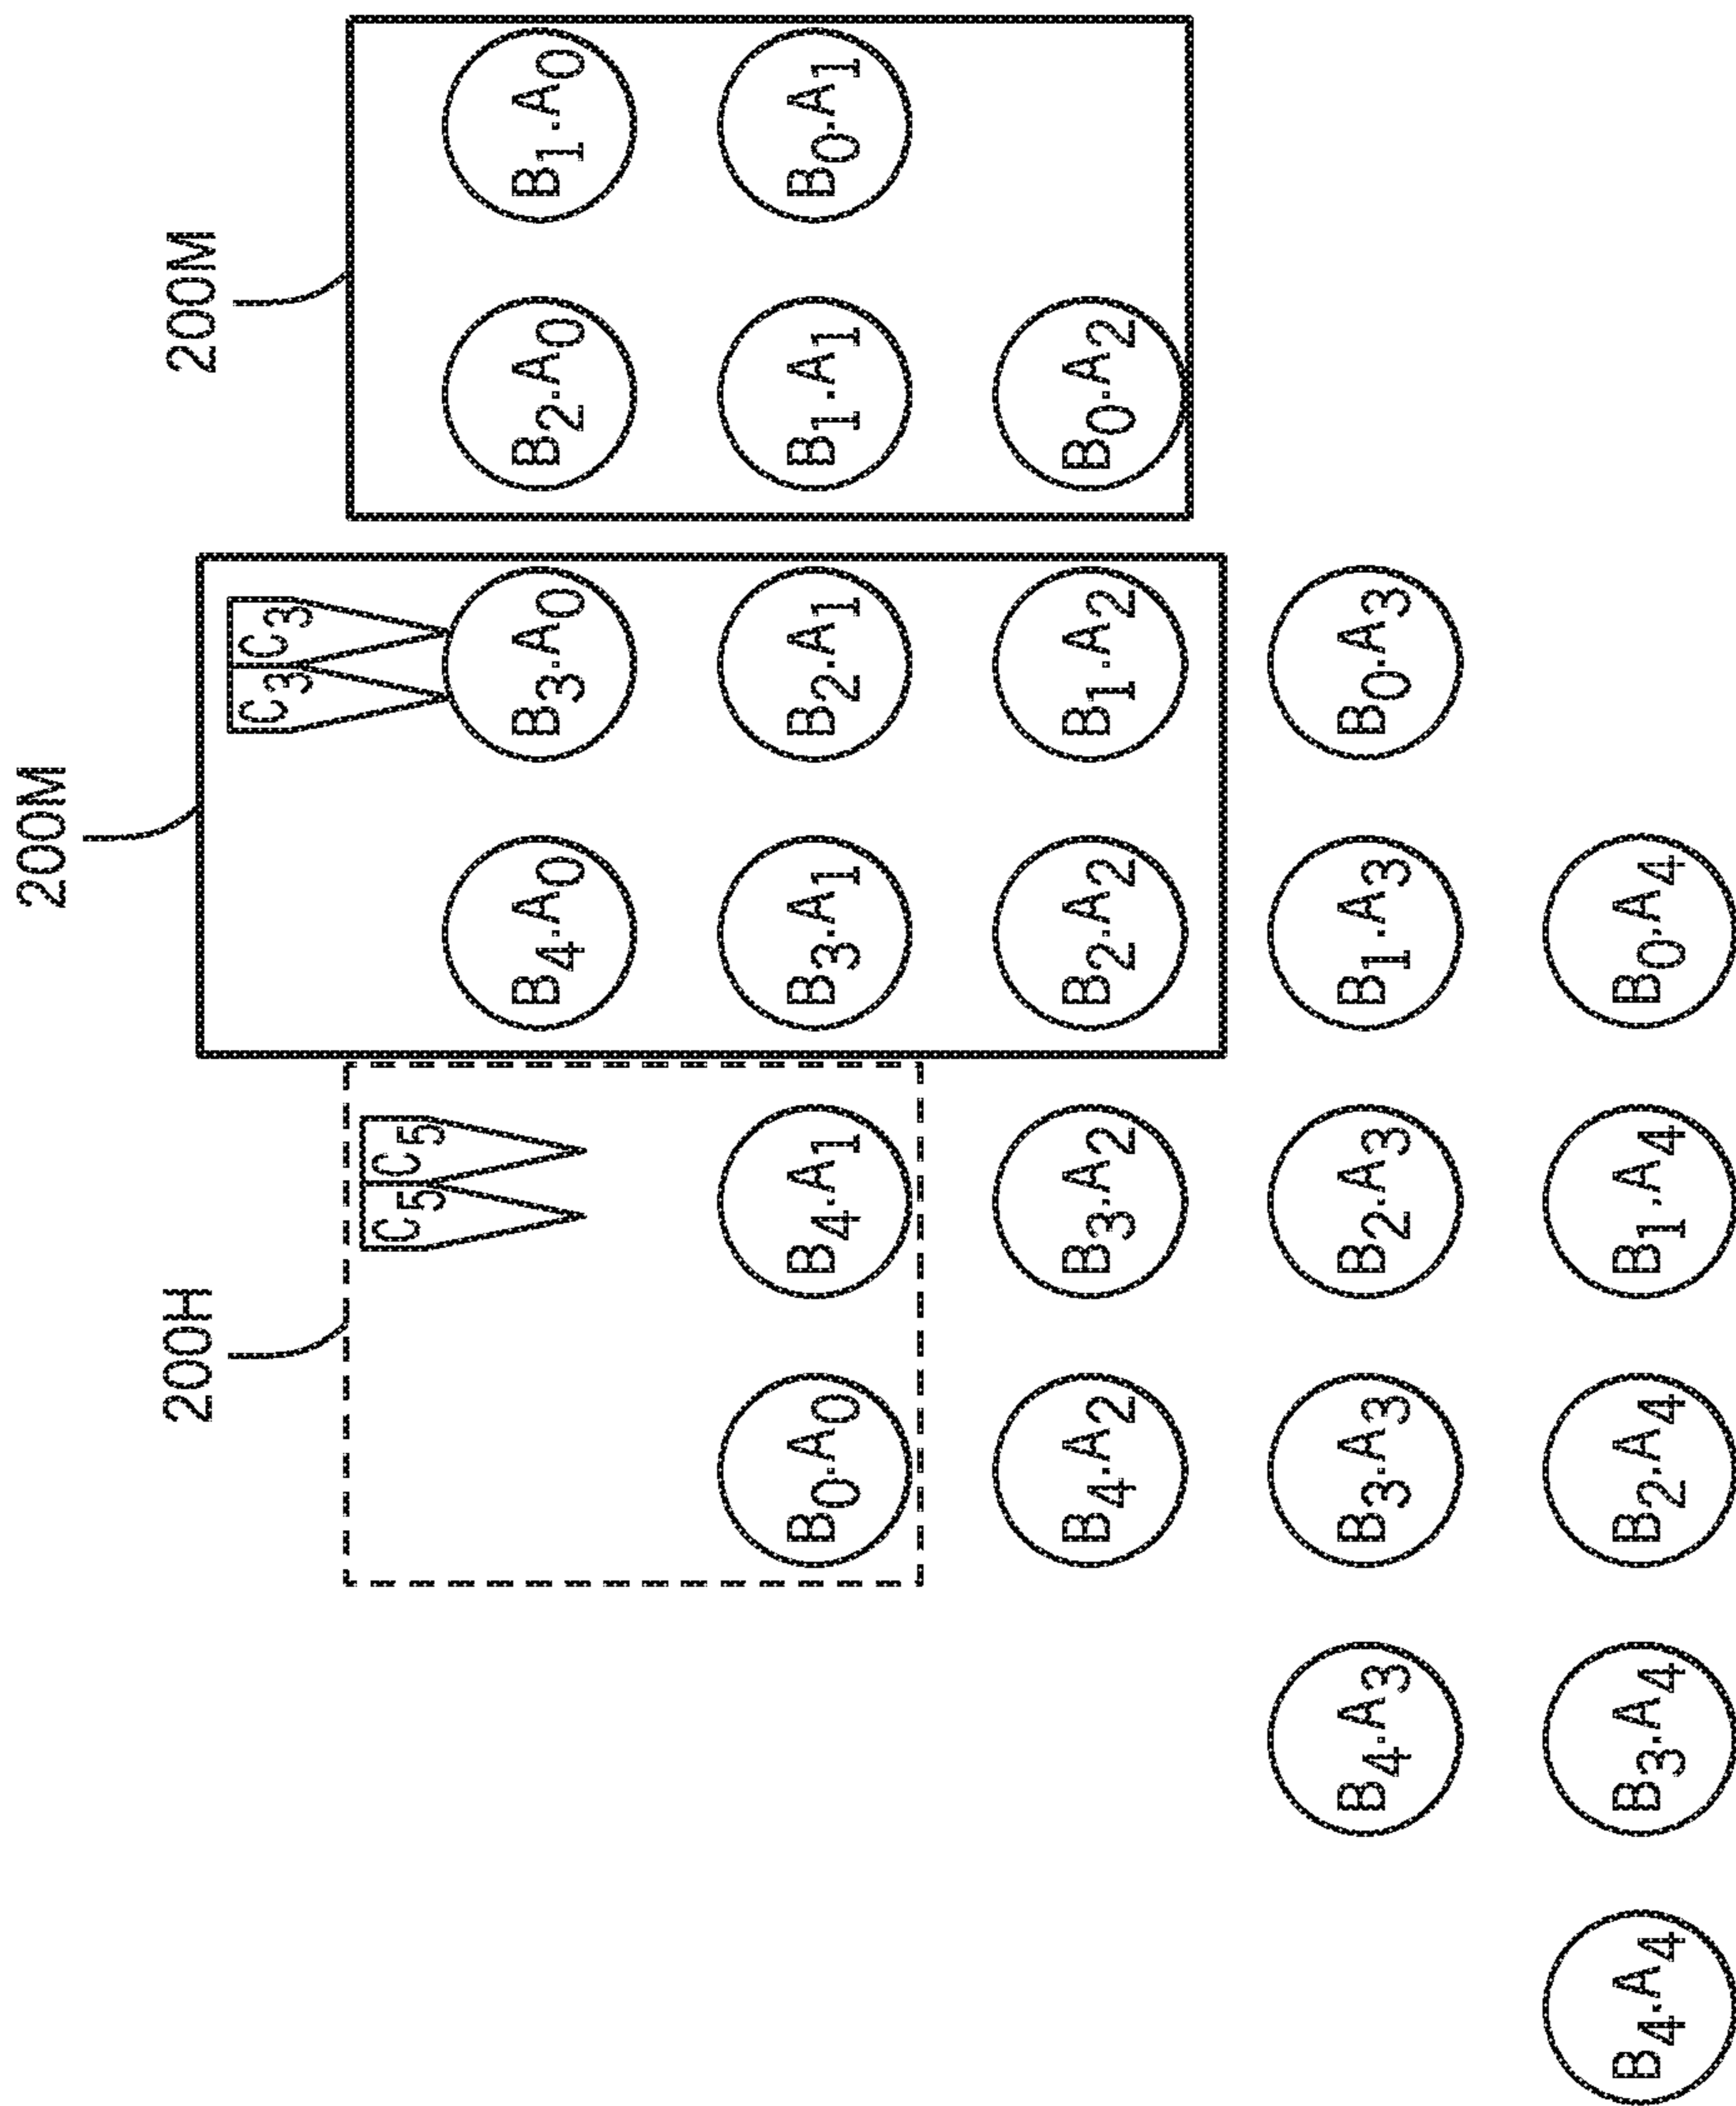 200M
200H 200M
C₃ C₃
C₅ C₅
B₄.A₀ B₃.A₀ B₂.A₀ B₁.A₀
B₀.A₀ B₄.A₁ B₃.A₁ B₂.A₁ B₁.A₁ B₀.A₁
B₄.A₂ B₃.A₂ B₂.A₂ B₁.A₂ B₀.A₂
B₄.A₃ B₃.A₃ B₂.A₃ B₁.A₃ B₀.A₃
B₄.A₄ B₃.A₄ B₂.A₄ B₁.A₄ B₀.A₄